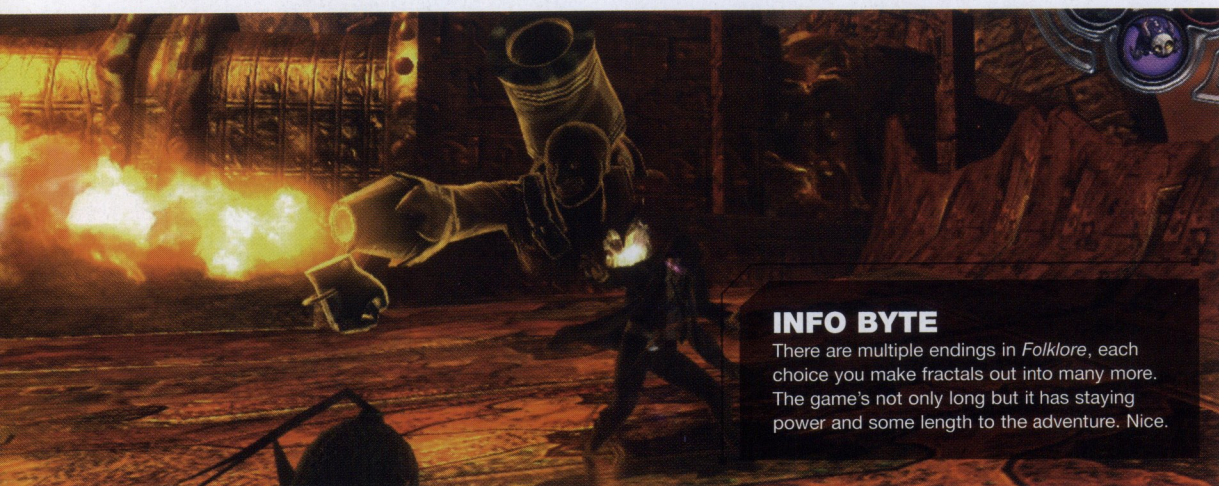 INFO BYTE
There are multiple endings in Folklore, each
choice you make fractals out into many more.
The game's not only long but it has staying
power and some length to the adventure. Nice.